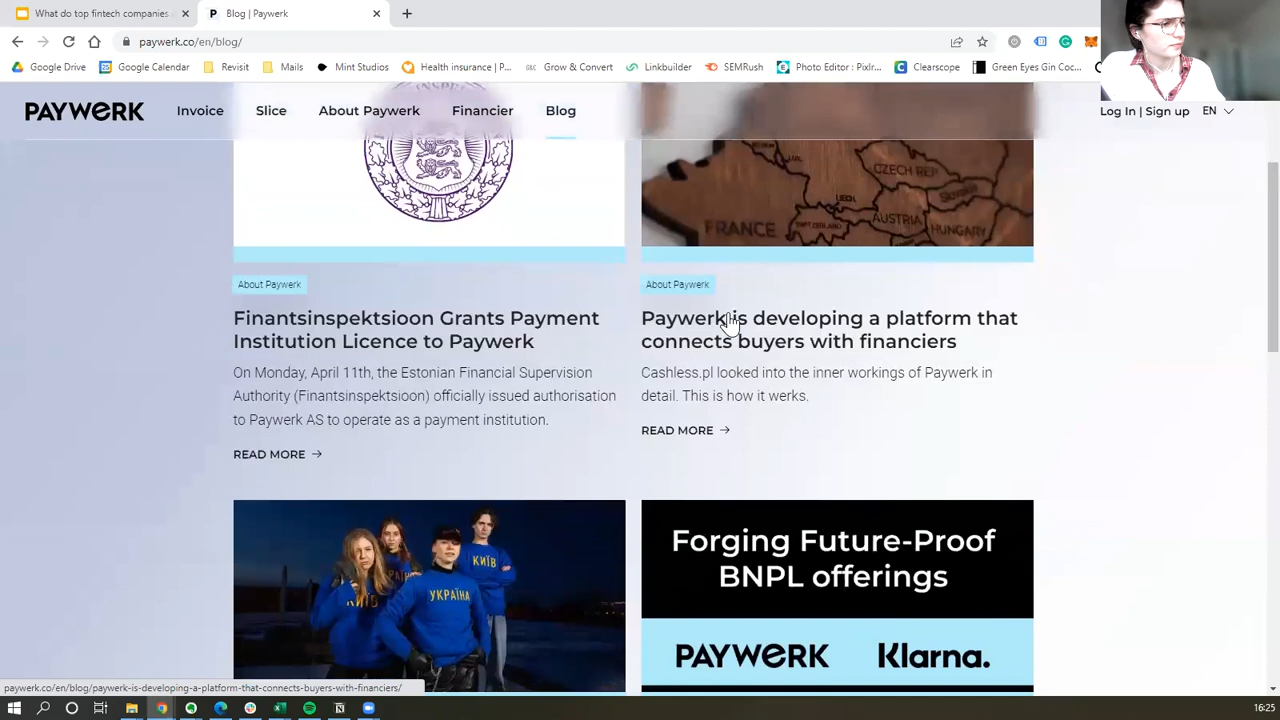 What do top fintech companies
Blog | Paywerk
paywerk.co/en/blog/
Google Drive
Google Calendar
Revisit
Mails
Mint Studios
Health insurance ¦ P...
Grow & Convert
Linkbuilder
SEMRush
Photo Editor : Pixlr...
Clearscope
Green Eyes Gin Coc...
PAYWERK
Invoice
Slice
About Paywerk
Financier
Blog
Log In | Sign up
EN
CZECH REP.
SLOVAKIA
LIECH.
FRANCE
SWITZERLAND
AUSTRIA
HUNGARY
About Paywerk
Finantsinspektsioon Grants Payment
Institution Licence to Paywerk
On Monday, April 11th, the Estonian Financial Supervision
Authority (Finantsinspektsioon) officially issued authorisation
to Paywerk AS to operate as a payment institution.
READ MORE
About Paywerk
Paywerk is developing a platform that
connects buyers with financiers
Cashless.pl looked into the inner workings of Paywerk in
detail. This is how it werks.
READ MORE
КИЇВ
УКРАЇНА
КИЇВ
Forging Future-Proof
BNPL offerings
PAYWERK
Klarna.
paywerk.co/en/blog/paywerk-is-developing-a-platform-that-connects-buyers-with-financiers/
16:25